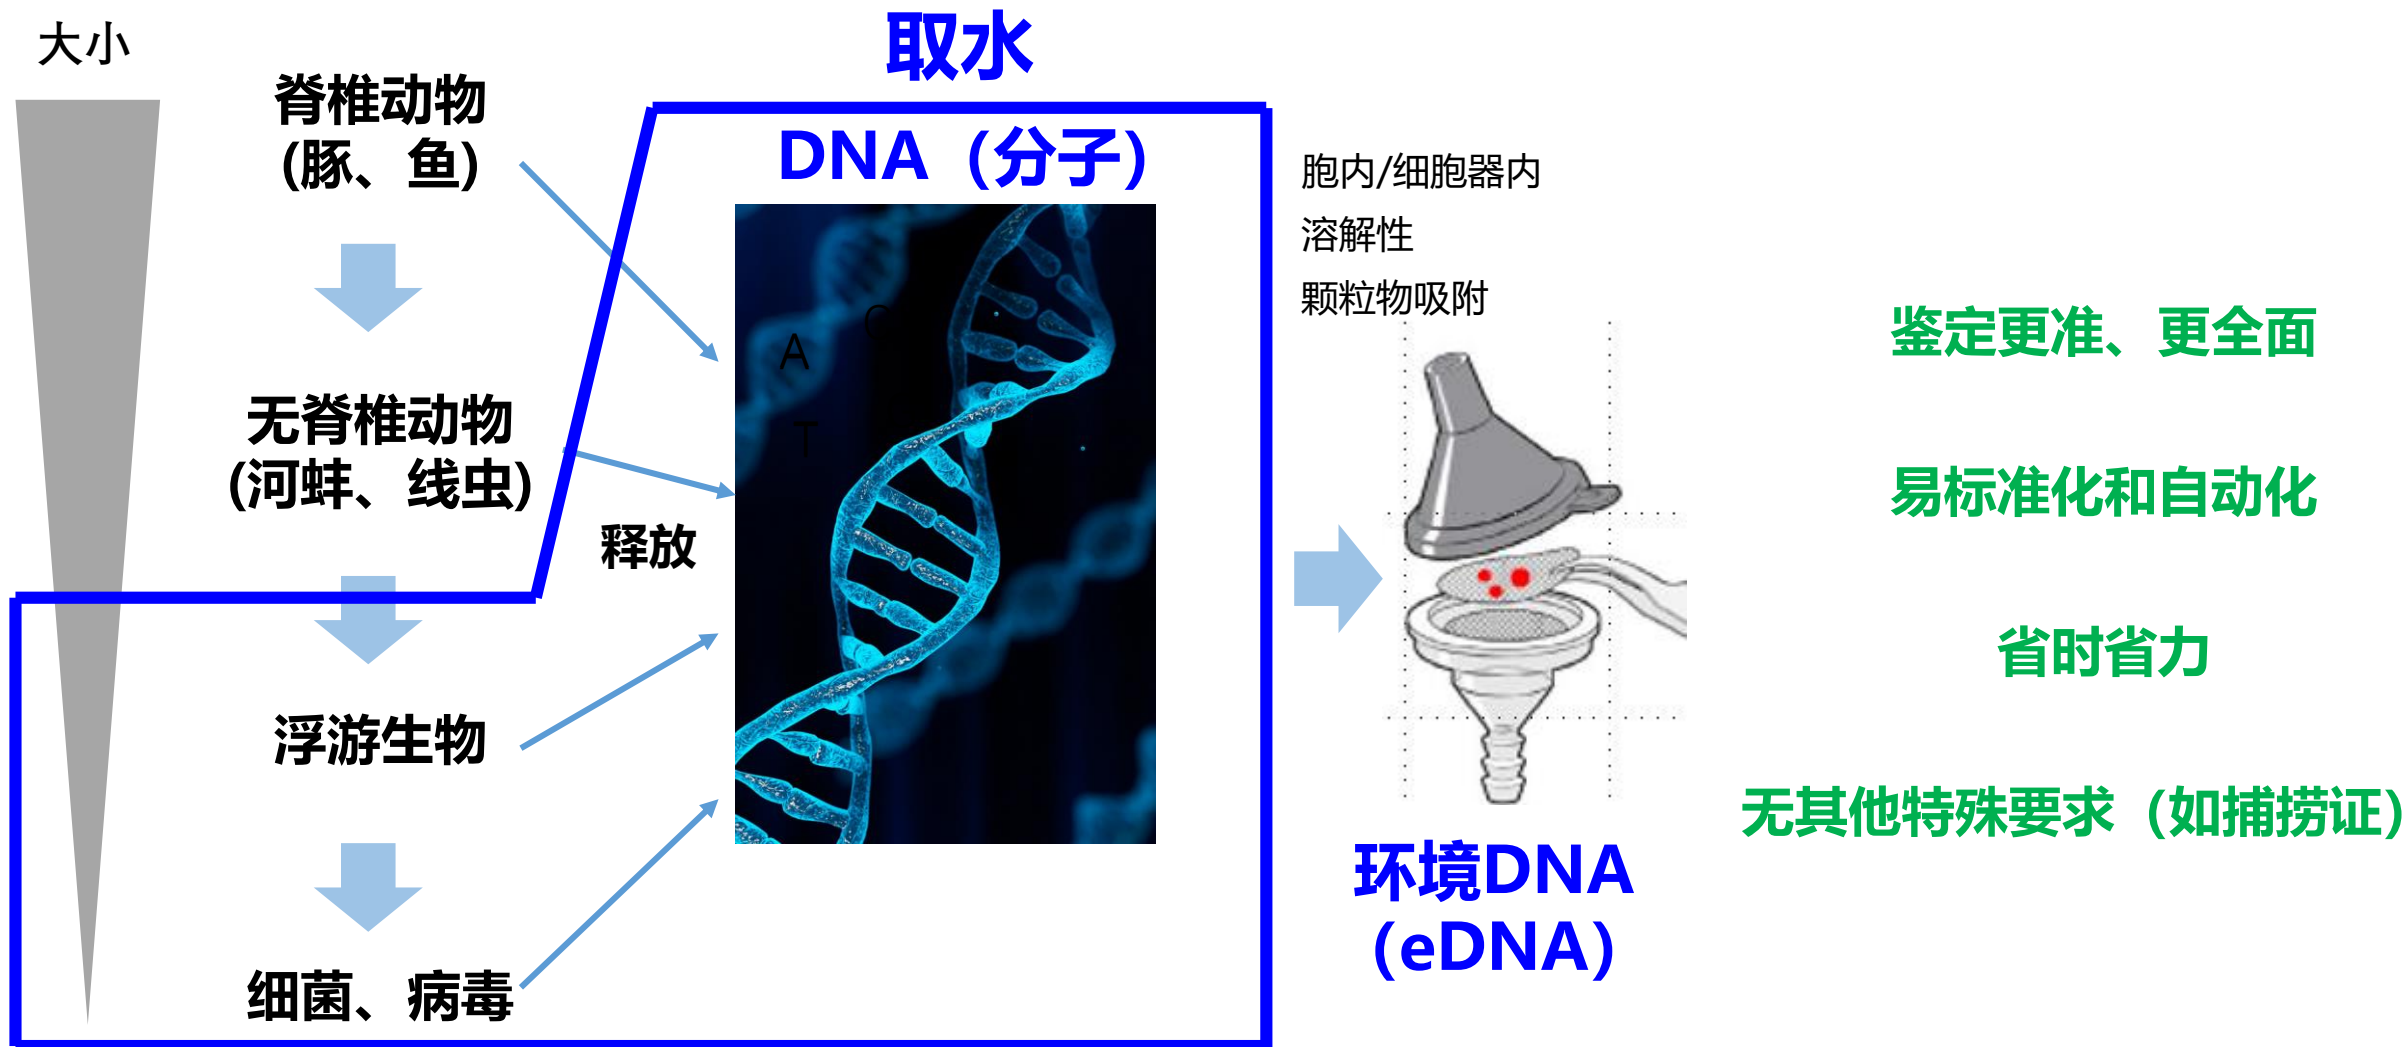 大小
取水
脊椎动物
(豚、鱼)
DNA（分子）
胞内/细胞器内
溶解性
颗粒物吸附
C
A
T
无脊椎动物
(河蚌、线虫)
释放
浮游生物
细菌、病毒
环境DNA
（eDNA）
鉴定更准、更全面
易标准化和自动化
省时省力
无其他特殊要求（如捕捞证）